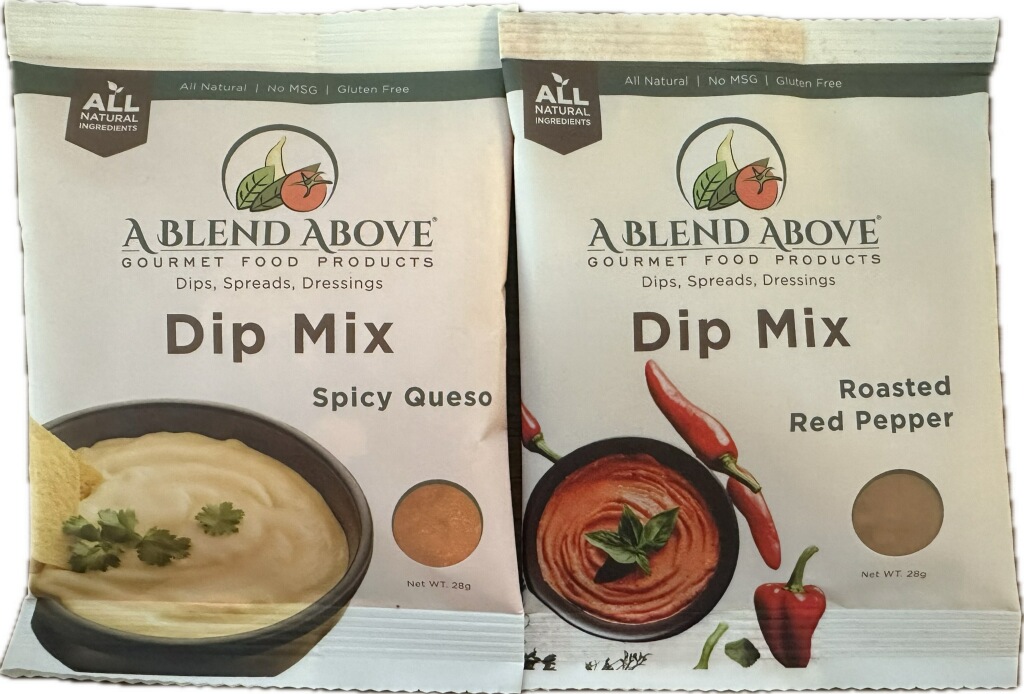 All Natural | No MSG | Gluten Free
ALL
NATURAL
INGREDIENTS
A BLEND ABOVE®
GOURMET FOOD PRODUCTS
Dips, Spreads, Dressings
Dip Mix
Spicy Queso
Net WT. 28g
All Natural | No MSG | Gluten Free
ALL
NATURAL
INGREDIENTS
A BLEND ABOVE®
GOURMET FOOD PRODUCTS
Dips, Spreads, Dressings
Dip Mix
Roasted
Red Pepper
Net WT. 28g